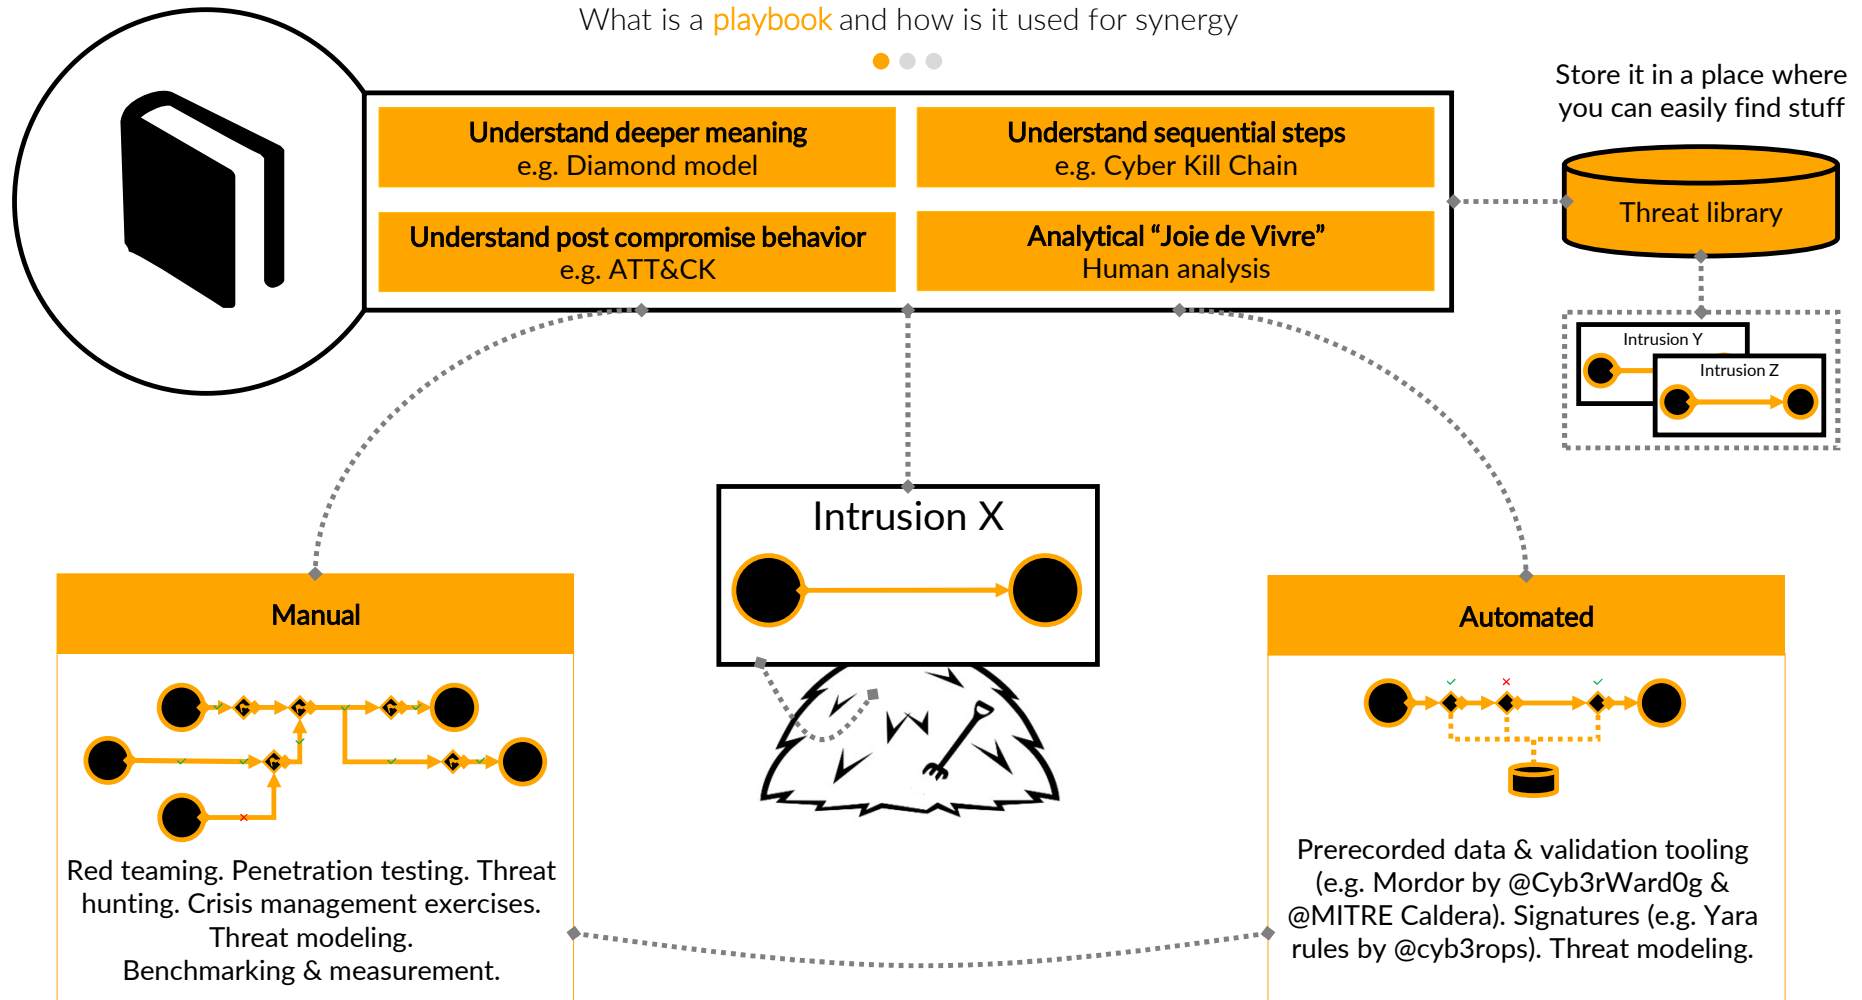 What is a playbook and how is it used for synergy
Store it in a place where
you can easily find stuff
Understand deeper meaning
e.g. Diamond model
Understand sequential steps
e.g. Cyber Kill Chain
Understand post compromise behavior
e.g. ATT&CK
Analytical “Joie de Vivre”
Human analysis
Threat library
Intrusion Y
Intrusion Z
Intrusion X
Manual
Red teaming. Penetration testing. Threat
hunting. Crisis management exercises.
Threat modeling.
Benchmarking & measurement.
Automated
Prerecorded data & validation tooling
(e.g. Mordor by @Cyb3rWard0g &
@MITRE Caldera). Signatures (e.g. Yara
rules by @cyb3rops). Threat modeling.